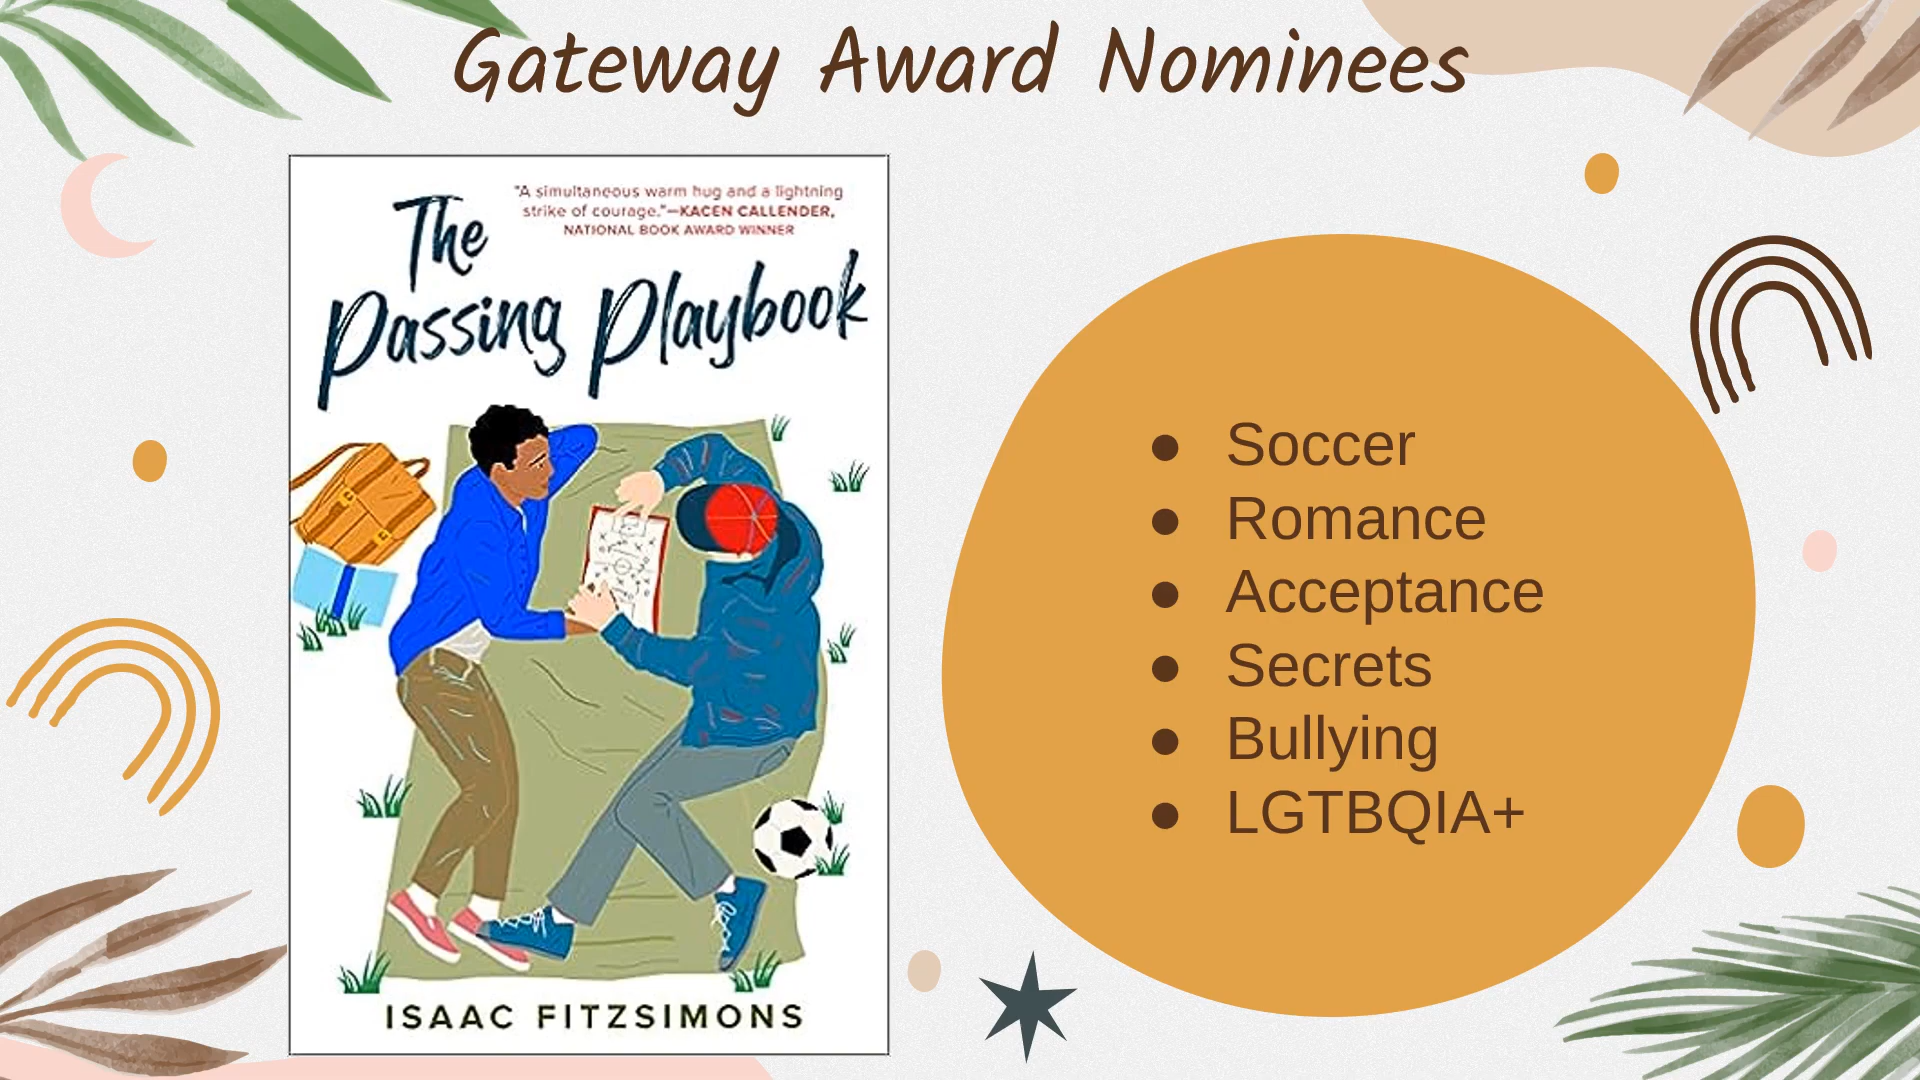 Gateway Award Nominees
The
"A simultaneous warm hug and a lightning
strike of courage."—KACEN CALLENDER,
NATIONAL BOOK AWARD WINNER
Passing Playbook
ISAAC FITZSIMONS
● Soccer
● Romance
● Acceptance
● Secrets
● Bullying
● LGTBQIA+